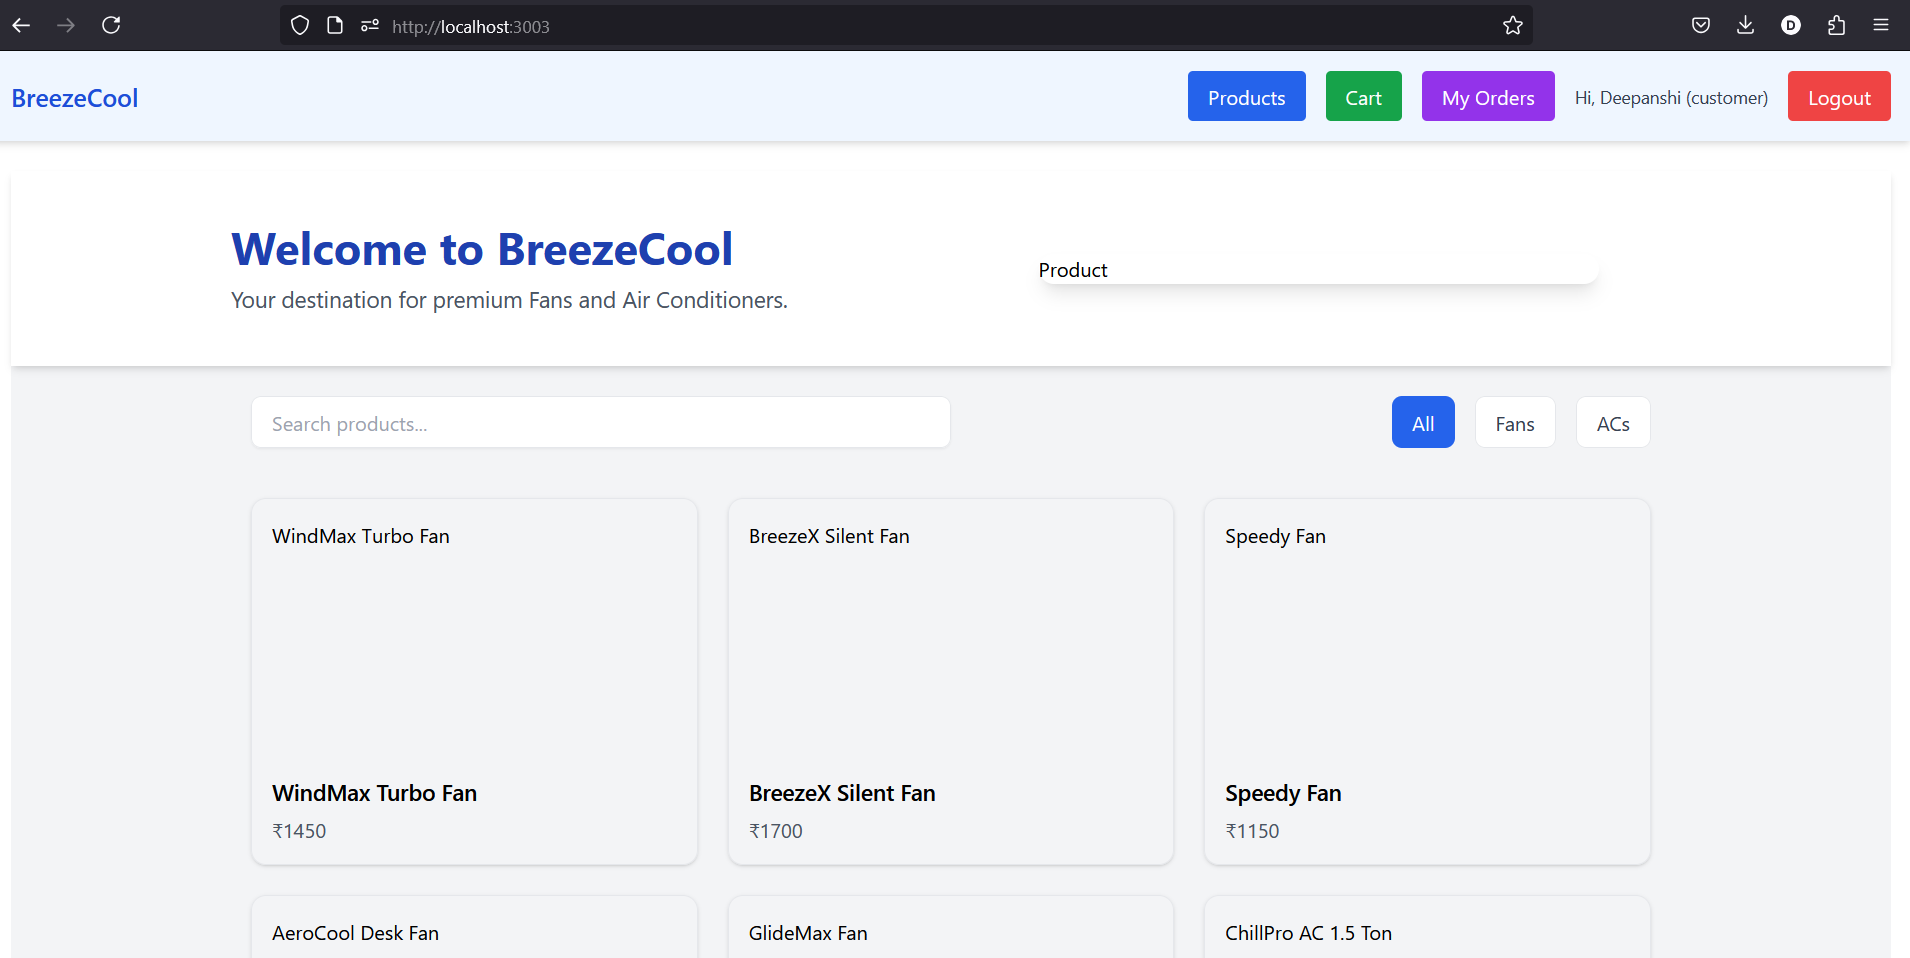 http://localhost:3003
D
BreezeCool
Products
Cart
My Orders
Hi, Deepanshi (customer)
Logout
Welcome to BreezeCool
Your destination for premium Fans and Air Conditioners.
Product
Search products...
All
Fans
ACs
WindMax Turbo Fan
BreezeX Silent Fan
Speedy Fan
WindMax Turbo Fan
BreezeX Silent Fan
Speedy Fan
₹1450
₹1700
₹1150
AeroCool Desk Fan
GlideMax Fan
ChillPro AC 1.5 Ton